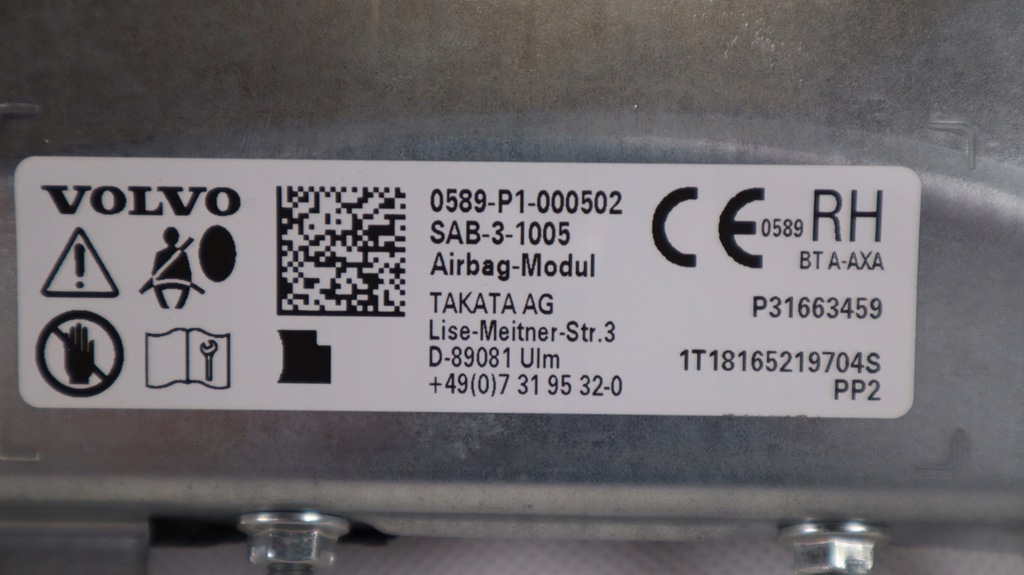 VOLVO
0589-P1-000502
SAB-3-1005
Airbag-Modul
TAKATA AG
Lise-Meitner-Str.3
D-89081 Ulm
+49(0)7 31 95 32-0
CE 0589 RH
BT A-AXA
P31663459
1T18165219704S
PP2